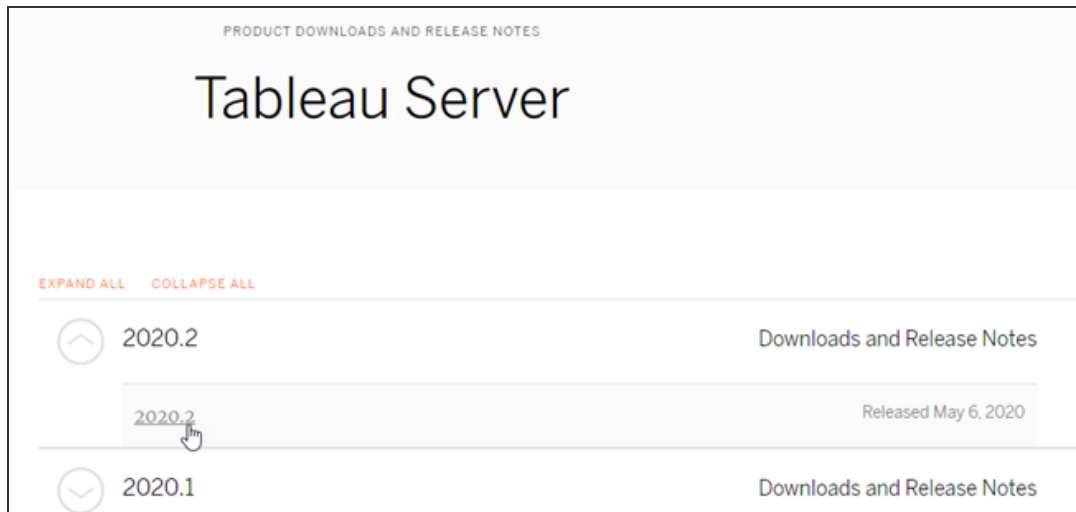 PRODUCT DOWNLOADS AND RELEASE NOTES
Tableau Server
EXPAND ALL COLLAPSE ALL
2020.2 Downloads and Release Notes
2020.2 Released May 6, 2020
2020.1 Downloads and Release Notes